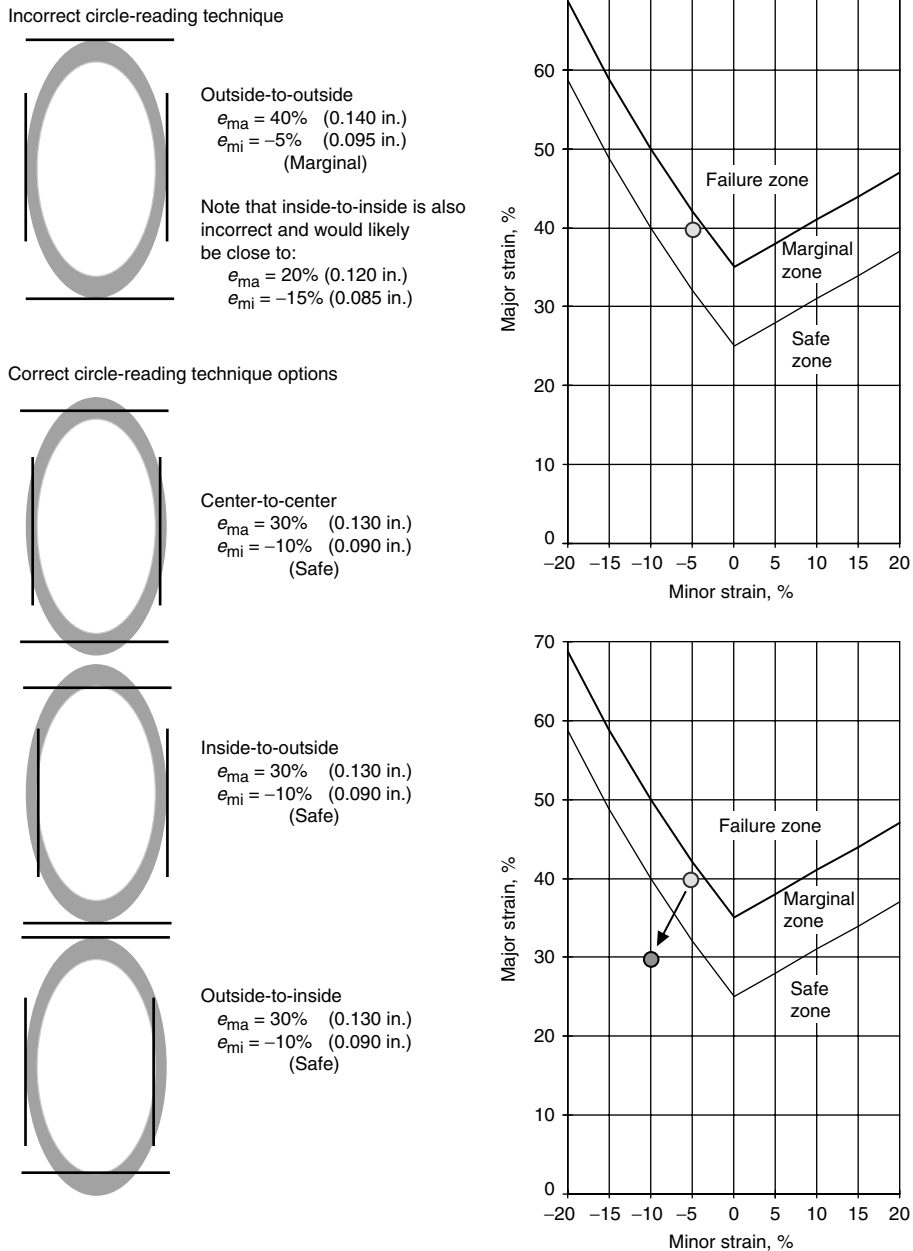 Incorrect circle-reading technique
Outside-to-outside
e_ma = 40% (0.140 in.)
e_mi = −5% (0.095 in.)
(Marginal)
Note that inside-to-inside is also
incorrect and would likely
be close to:
e_ma = 20% (0.120 in.)
e_mi = −15% (0.085 in.)
Major strain, %
60
50
40
30
20
10
0
Failure zone
Marginal
zone
Safe
zone
−20 −15 −10 −5 0 5 10 15 20
Minor strain, %
Correct circle-reading technique options
Center-to-center
e_ma = 30% (0.130 in.)
e_mi = −10% (0.090 in.)
(Safe)
Inside-to-outside
e_ma = 30% (0.130 in.)
e_mi = −10% (0.090 in.)
(Safe)
Outside-to-inside
e_ma = 30% (0.130 in.)
e_mi = −10% (0.090 in.)
(Safe)
Major strain, %
70
60
50
40
30
20
10
0
Failure zone
Marginal
zone
Safe
zone
−20 −15 −10 −5 0 5 10 15 20
Minor strain, %